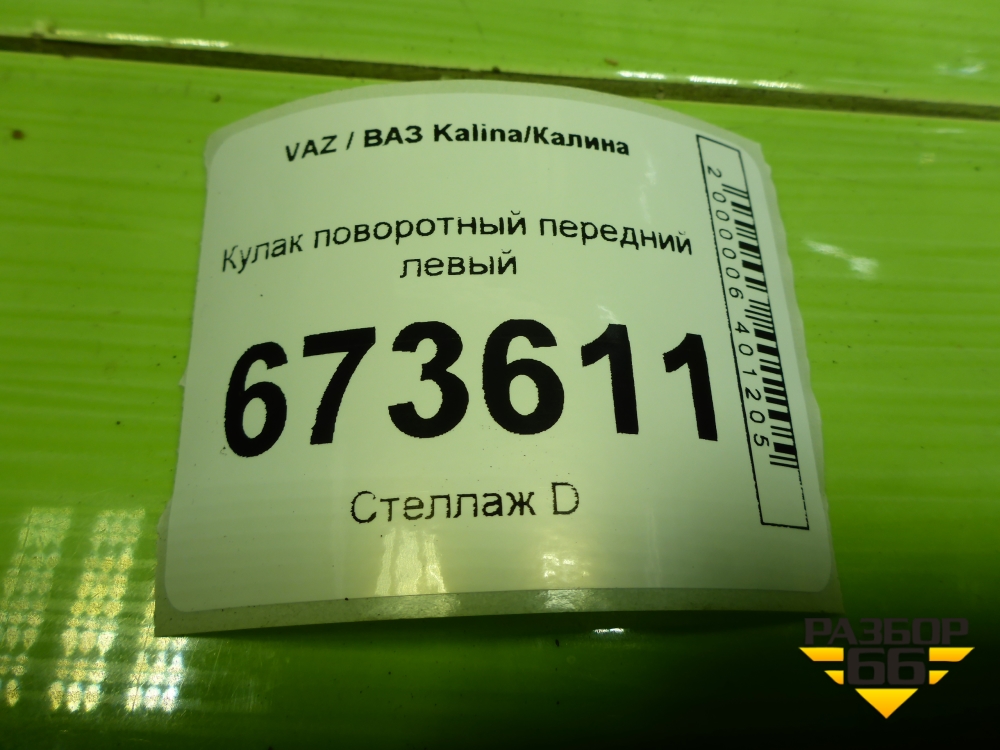 VAZ / ВАЗ Kalina/Калина
Кулак поворотный передний
левый
673611
Стеллаж D
2000006401205
РАЗБОР
66